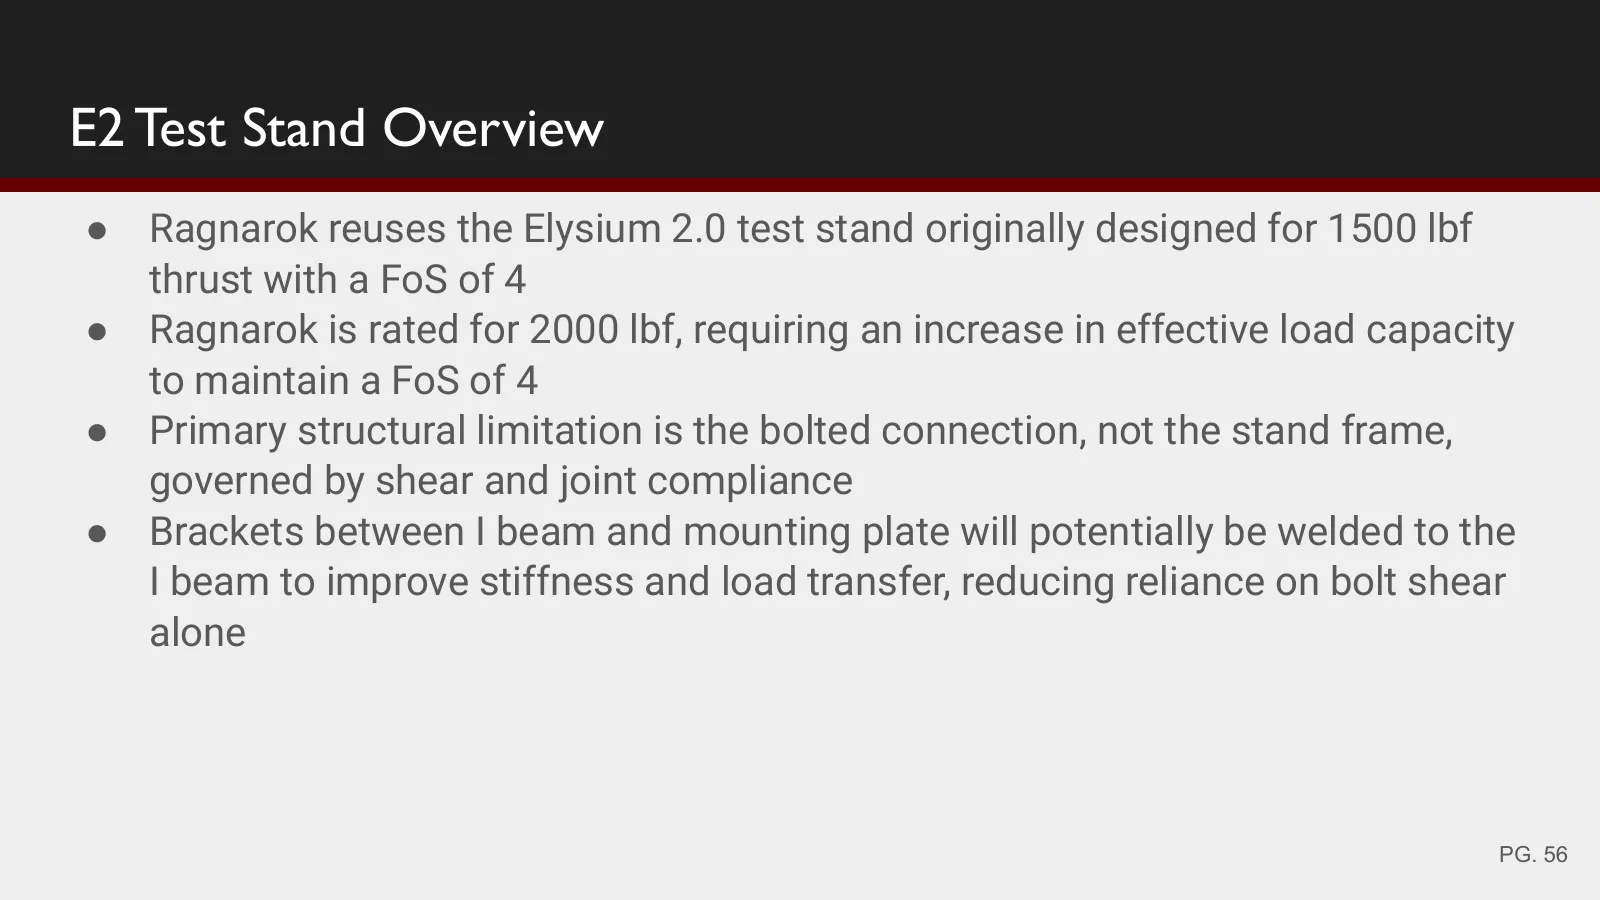 E2 Test Stand Overview
● Ragnarok reuses the Elysium 2.0 test stand originally designed for 1500 lbf
thrust with a FoS of 4
● Ragnarok is rated for 2000 lbf, requiring an increase in effective load capacity
to maintain a FoS of 4
● Primary structural limitation is the bolted connection, not the stand frame,
governed by shear and joint compliance
● Brackets between I beam and mounting plate will potentially be welded to the
I beam to improve stiffness and load transfer, reducing reliance on bolt shear
alone
PG. 56